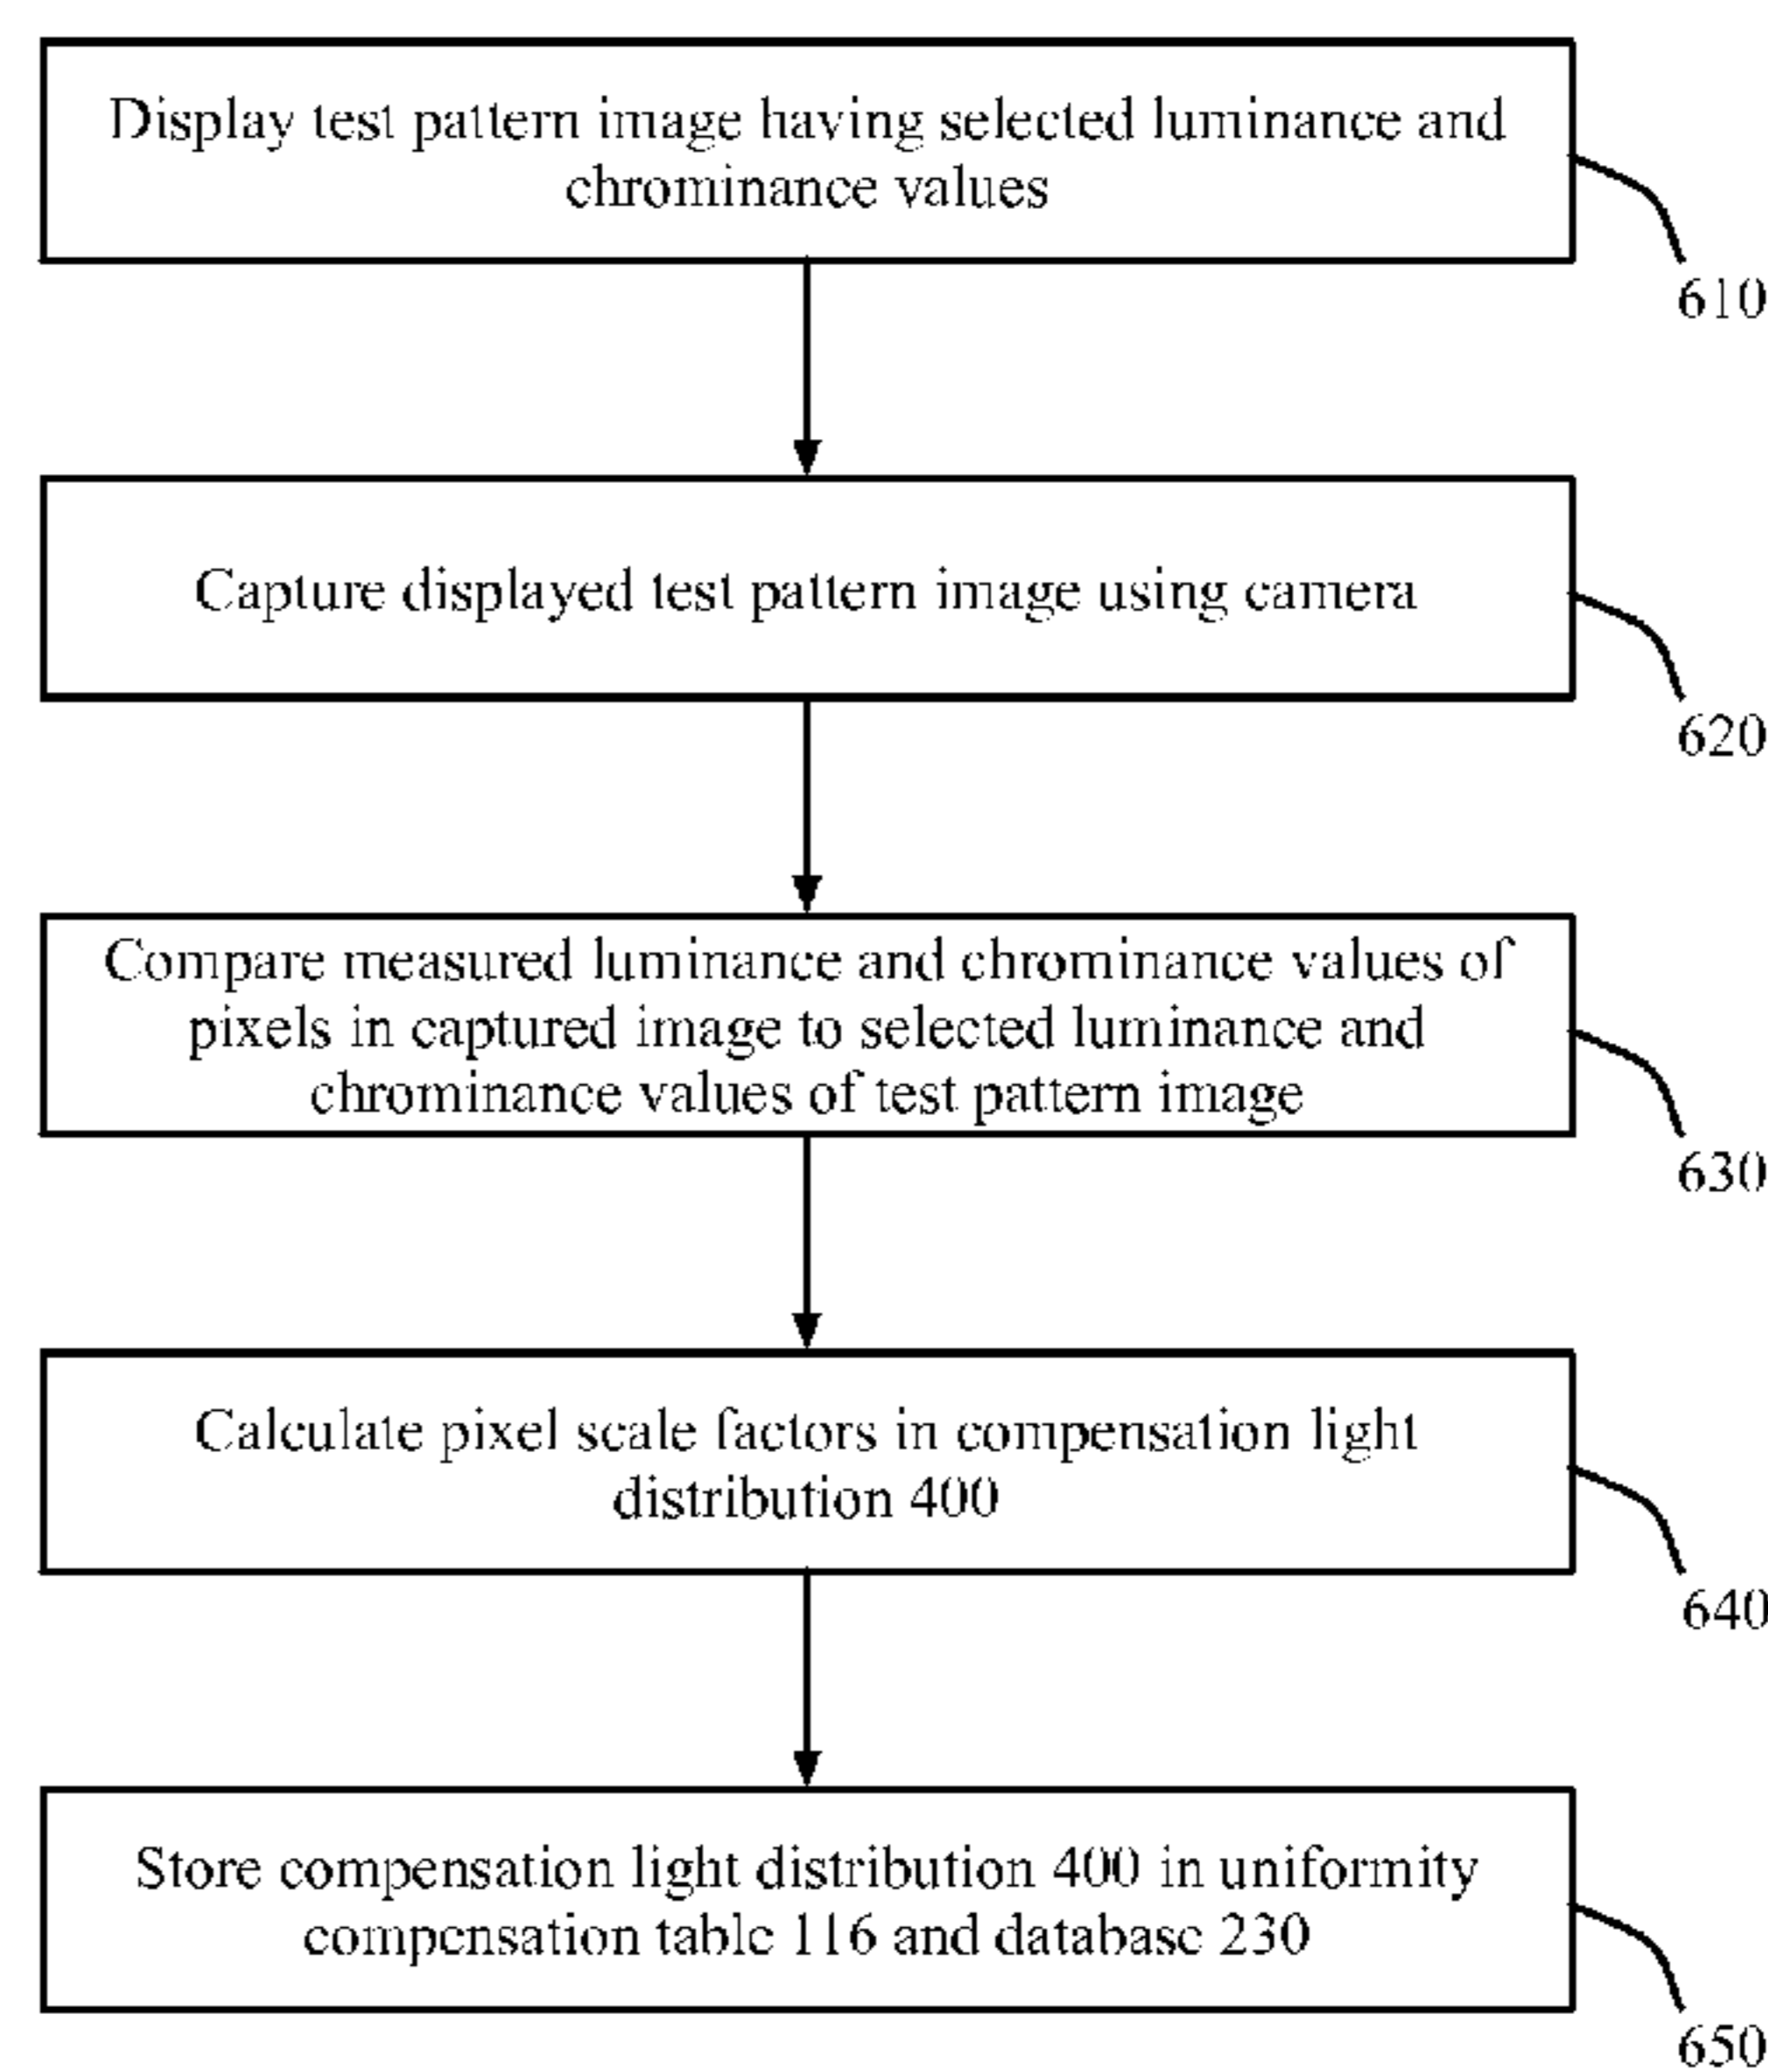 Display test pattern image having selected luminance and
chrominance values
610
Capture displayed test pattern image using camera
620
Compare measured luminance and chrominance values of
pixels in captured image to selected luminance and
chrominance values of test pattern image
630
Calculate pixel scale factors in compensation light
distribution 400
640
Store compensation light distribution 400 in uniformity
compensation table 116 and database 230
650